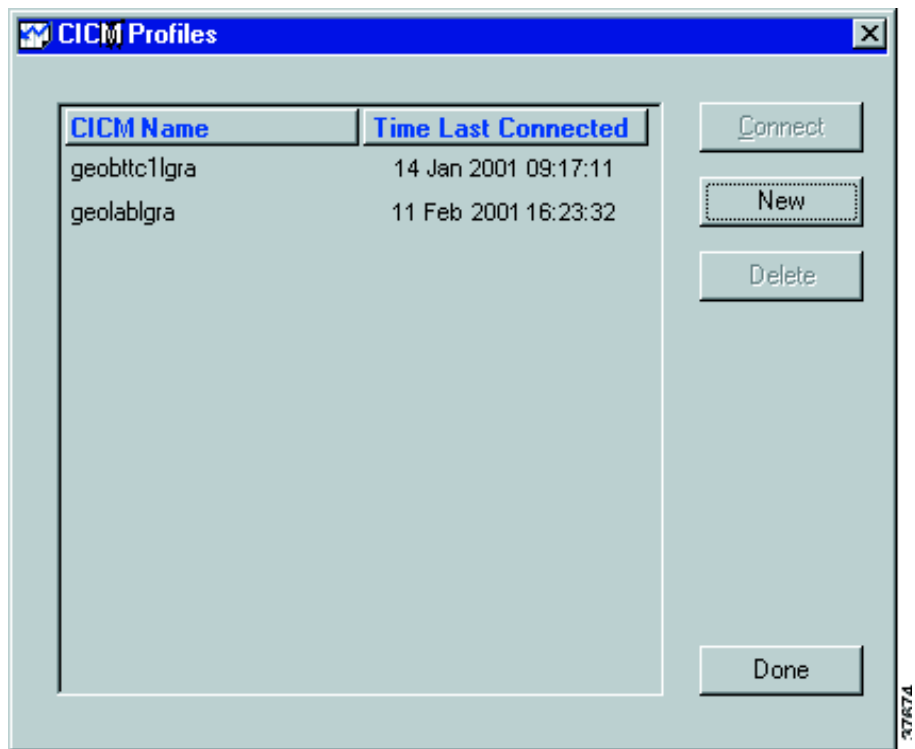 CICM Profiles
CICM Name Time Last Connected
geobttc1lgra 14 Jan 2001 09:17:11
geolablgra 11 Feb 2001 16:23:32
Connect
New
Delete
Done
37674